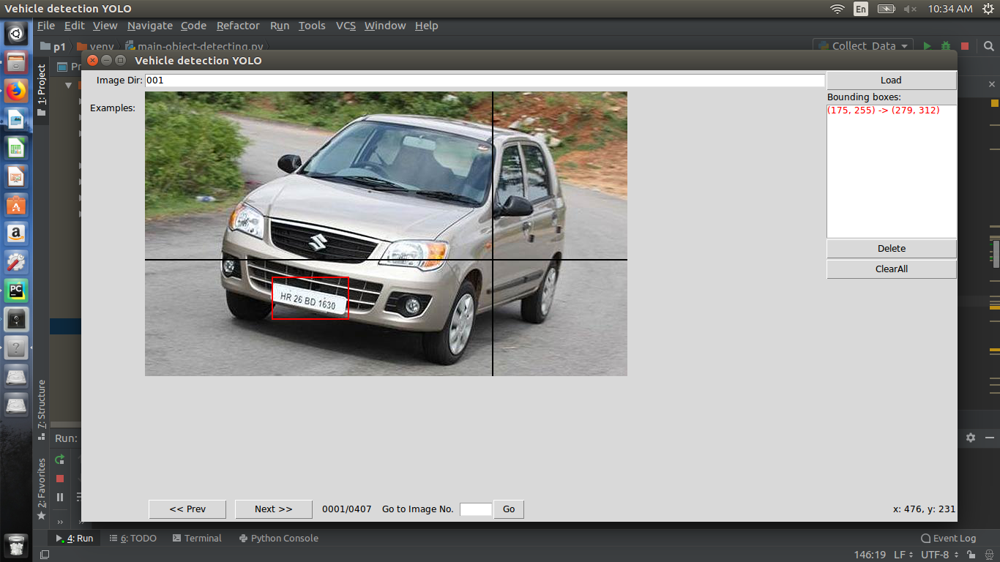 Vehicle detection YOLO
En
10:34 AM
File Edit View Navigate Code Refactor Run Tools VCS Window Help
p1 venv main-object-detecting.py
Collect_Data
Vehicle detection YOLO
1: Project
Image Dir: 001
Load
Examples:
Bounding boxes:
(175, 255) -> (279, 312)
Delete
ClearAll
HR 26 BD 1630
PC
7: Structure
Run:
2: Favorites
<< Prev
Next >>
0001/0407
Go to Image No.
Go
x: 476, y: 231
4: Run
6: TODO
Terminal
Python Console
Event Log
146:19 LF UTF-8